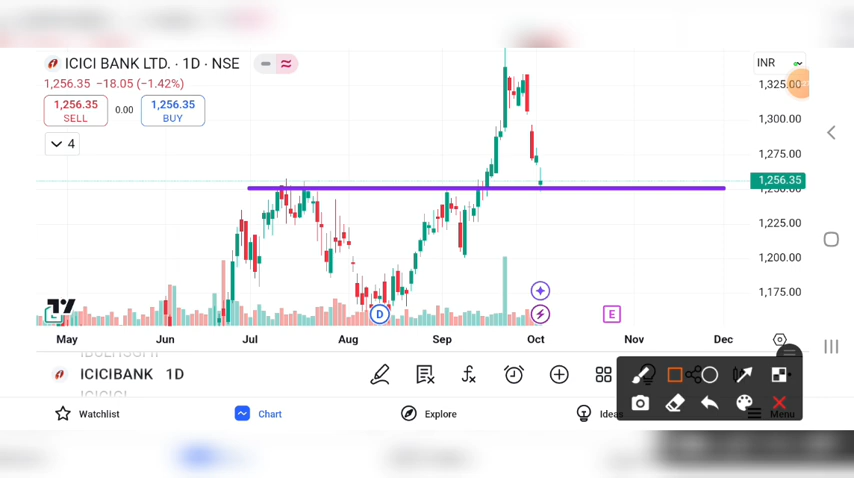 ICICI BANK LTD. · 1D · NSE
INR
1,256.35 −18.05 (−1.42%)
1,325.00
1,256.35
SELL
0.00
1,256.35
BUY
1,300.00
4
1,275.00
1,256.35
1,225.00
1,200.00
1,175.00
D
E
May Jun Jul Aug Sep Oct Nov Dec
ICICIBANK 1D
Watchlist
Chart
Explore
Ideas
Menu